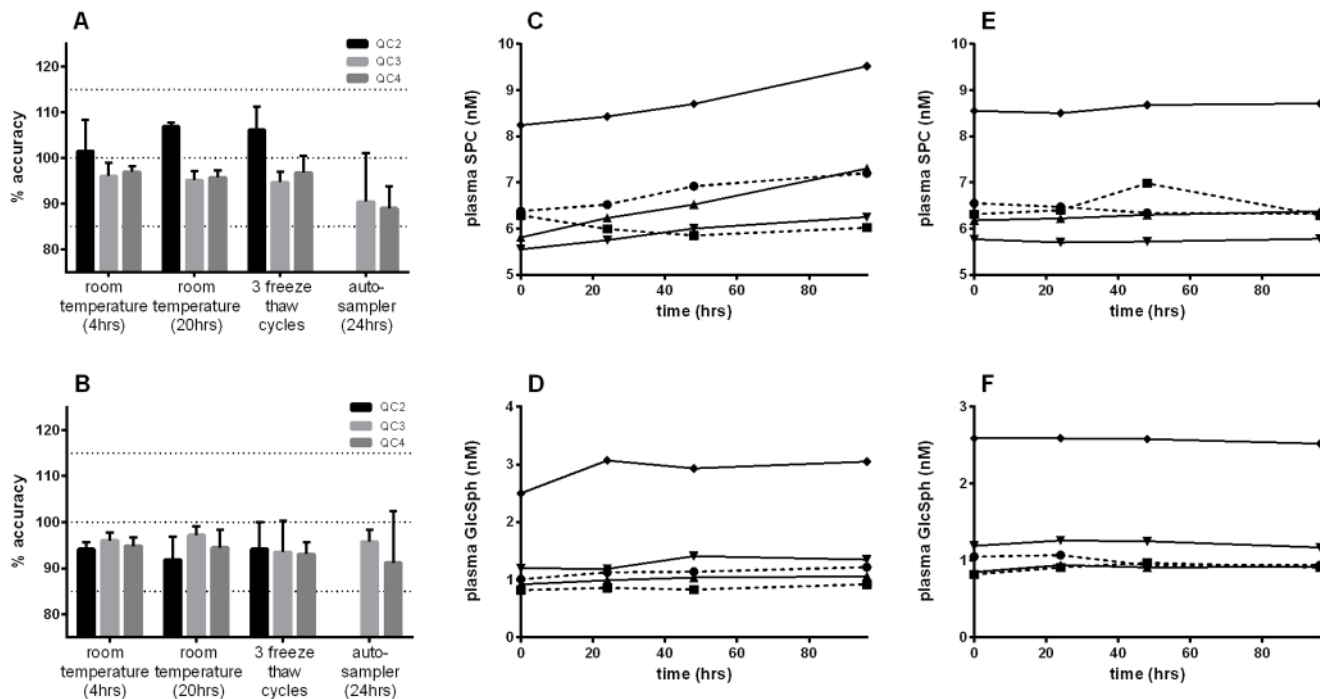 A
QC2
QC3
QC4
% accuracy
120
110
100
90
80
room
temperature
(4hrs)
room
temperature
(20hrs)
3 freeze
thaw
cycles
auto-
sampler
(24hrs)
C
plasma SPC (nM)
10
9
8
7
6
5
0 20 40 60 80
time (hrs)
E
plasma SPC (nM)
10
9
8
7
6
5
0 20 40 60 80
time (hrs)
B
QC2
QC3
QC4
% accuracy
120
110
100
90
80
room
temperature
(4hrs)
room
temperature
(20hrs)
3 freeze
thaw
cycles
auto-
sampler
(24hrs)
D
plasma GlcSph (nM)
4
3
2
1
0
0 20 40 60 80
time (hrs)
F
plasma GlcSph (nM)
3
2
1
0
0 20 40 60 80
time (hrs)